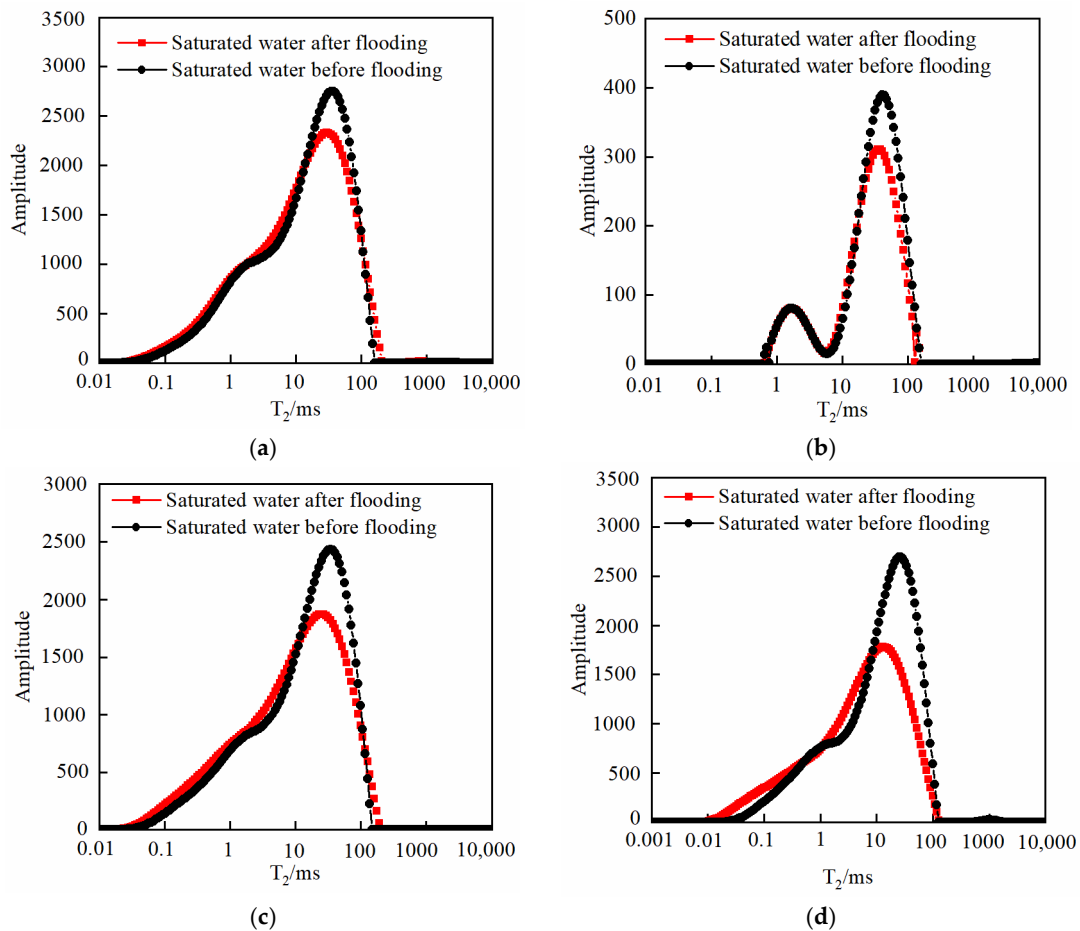 3500
3000
2500
2000
1500
1000
500
0
Amplitude
Saturated water after flooding
Saturated water before flooding
0.01 0.1 1 10 100 1000 10,000
T2/ms
(a)
500
400
300
200
100
0
Amplitude
Saturated water after flooding
Saturated water before flooding
0.01 0.1 1 10 100 1000 10,000
T2/ms
(b)
3000
2500
2000
1500
1000
500
0
Amplitude
Saturated water after flooding
Saturated water before flooding
0.01 0.1 1 10 100 1000 10,000
T2/ms
(c)
3500
3000
2500
2000
1500
1000
500
0
Amplitude
Saturated water after flooding
Saturated water before flooding
0.001 0.01 0.1 1 10 100 1000 10,000
T2/ms
(d)